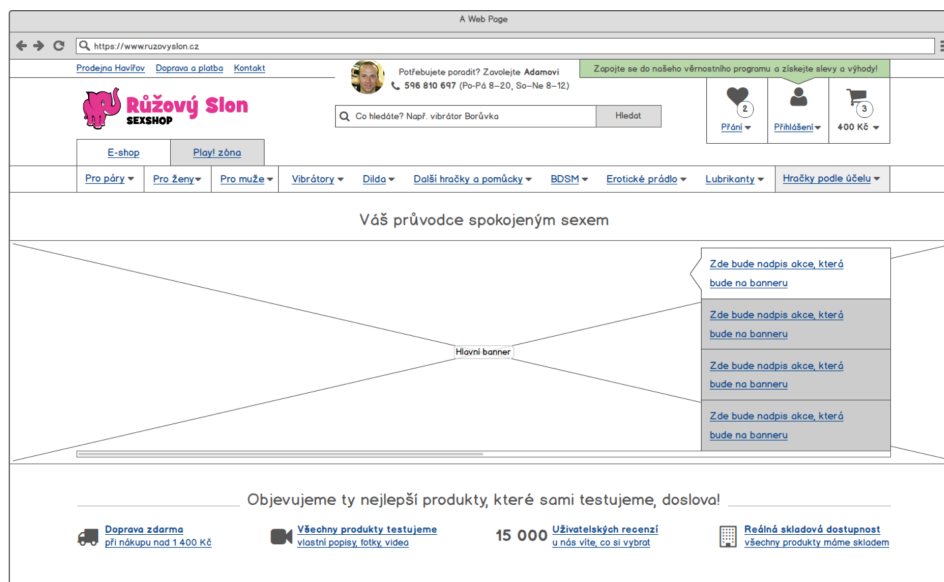 A Web Page
https://www.ruzovyslon.cz
Prodejna Havířov Doprava a platba Kontakt
Potřebujete poradit? Zavolejte Adamovi
596 810 697 (Po-Pá 8–20, So–Ne 8–12)
Zapojte se do našeho věrnostního programu a získejte slevy a výhody!
Růžový Slon
SEXSHOP
Co hledáte? Např. vibrátor Borůvka
Hledat
2
Přání
Přihlášení
3
400 Kč
E-shop
Play! zóna
Pro páry Pro ženy Pro muže Vibrátory Dilda Další hračky a pomůcky BDSM Erotické prádlo Lubrikanty Hračky podle účelu
Váš průvodce spokojeným sexem
Hlavní banner
Zde bude nadpis akce, která
bude na banneru
Zde bude nadpis akce, která
bude na banneru
Zde bude nadpis akce, která
bude na banneru
Zde bude nadpis akce, která
bude na banneru
Objevujeme ty nejlepší produkty, které sami testujeme, doslova!
Doprava zdarma
při nákupu nad 1 400 Kč
Všechny produkty testujeme
vlastní popisy, fotky, videa
15 000
Uživatelských recenzí
u nás víte, co si vybrat
Reálná skladová dostupnost
všechny produkty máme skladem